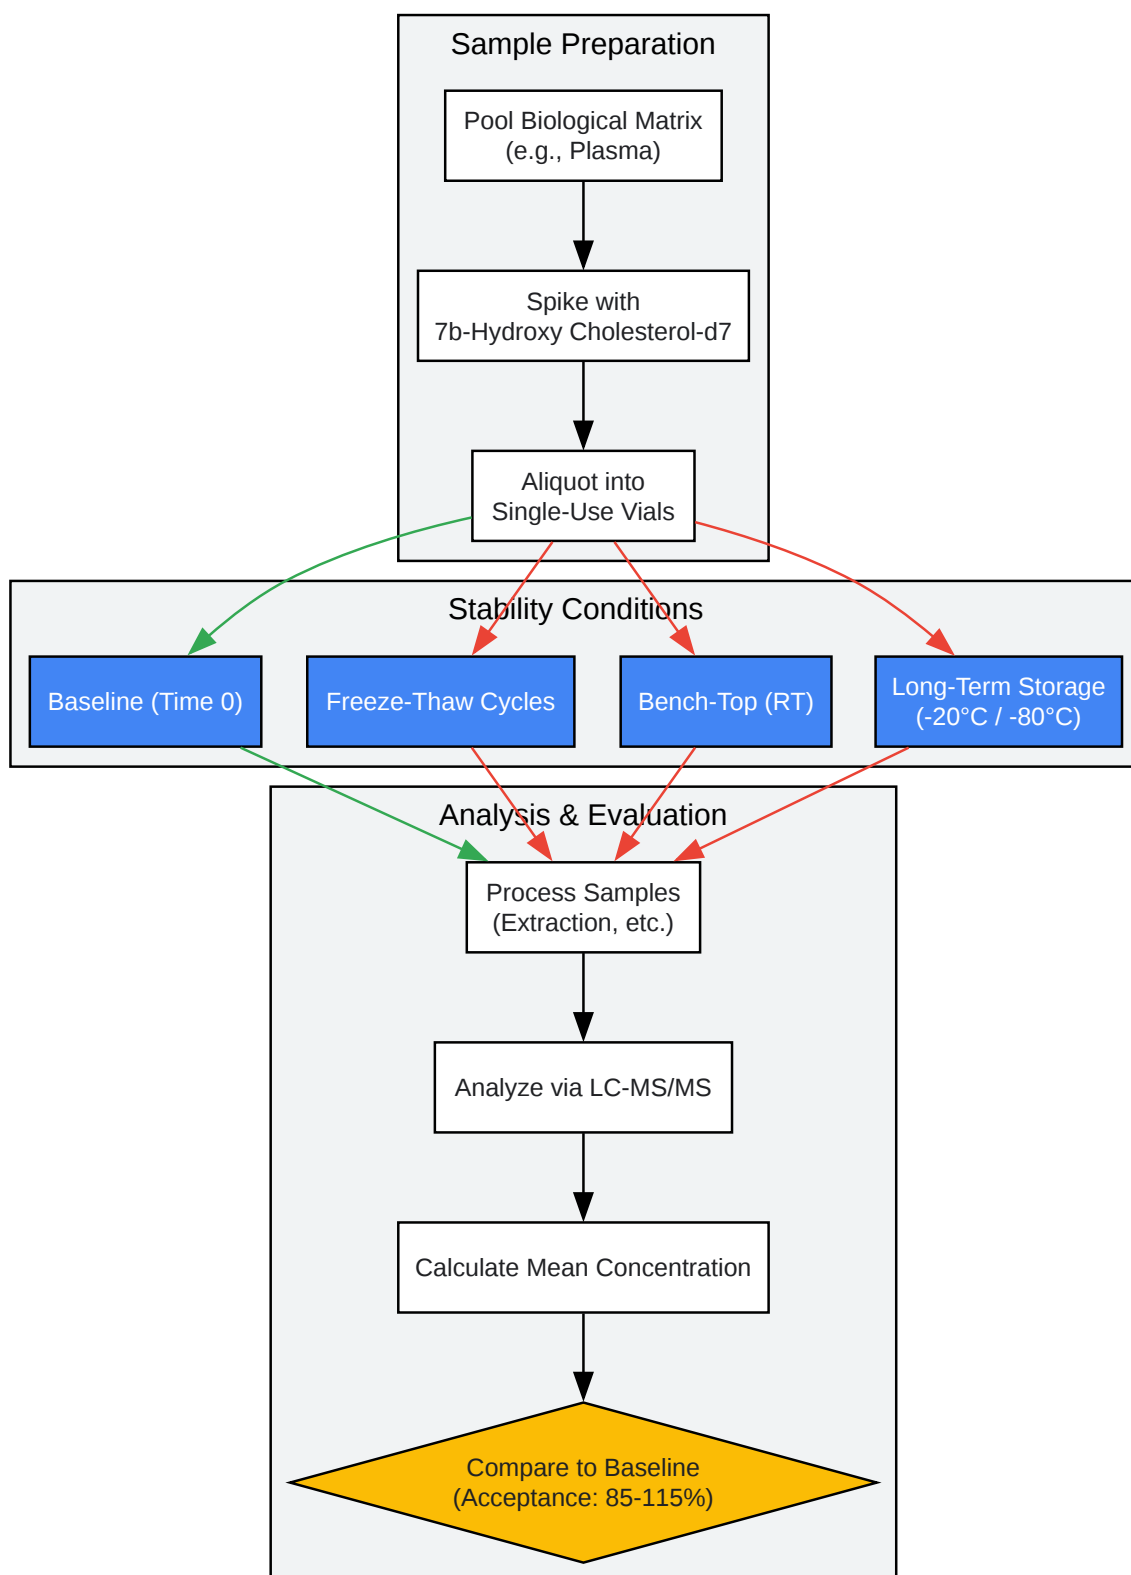 Sample Preparation
Pool Biological Matrix
(e.g., Plasma)
Spike with
7b-Hydroxy Cholesterol-d7
Aliquot into
Single-Use Vials
Stability Conditions
Baseline (Time 0)
Freeze-Thaw Cycles
Bench-Top (RT)
Long-Term Storage
(-20°C / -80°C)
Analysis & Evaluation
Process Samples
(Extraction, etc.)
Analyze via LC-MS/MS
Calculate Mean Concentration
Compare to Baseline
(Acceptance: 85-115%)